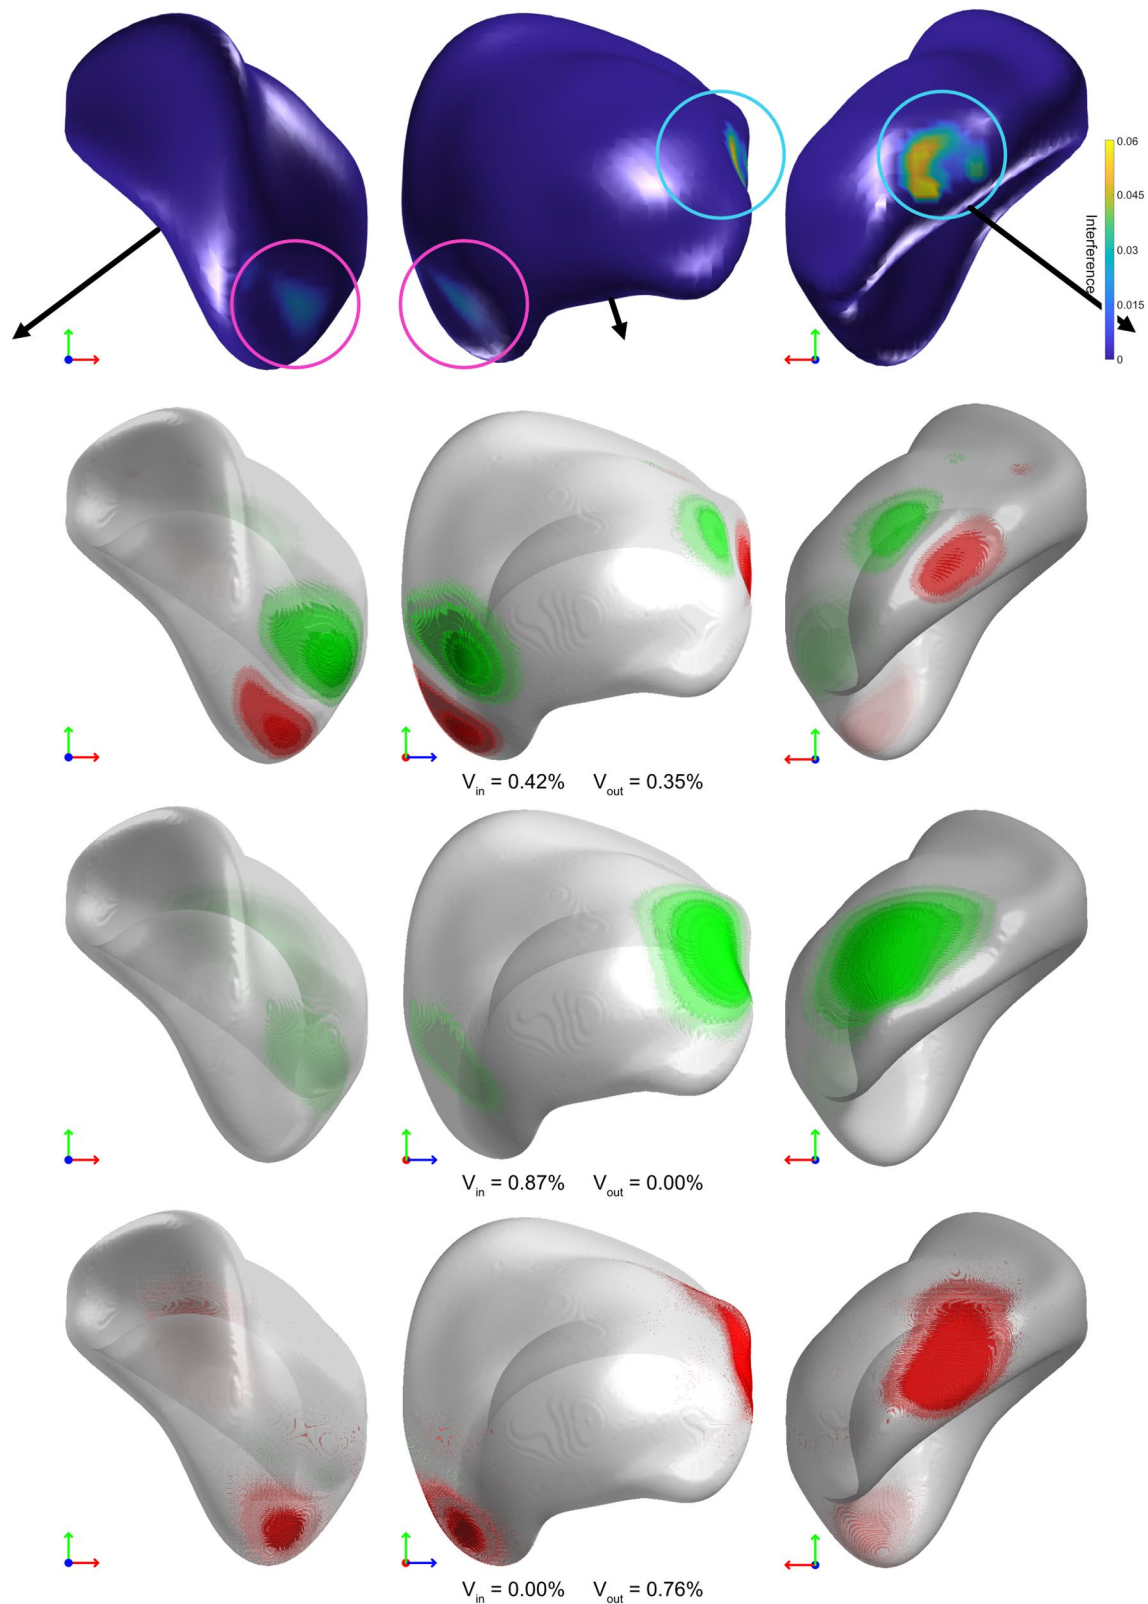 0.06
0.045
0.03
0.015
0
Interference
V_in = 0.42% V_out = 0.35%
V_in = 0.87% V_out = 0.00%
V_in = 0.00% V_out = 0.76%